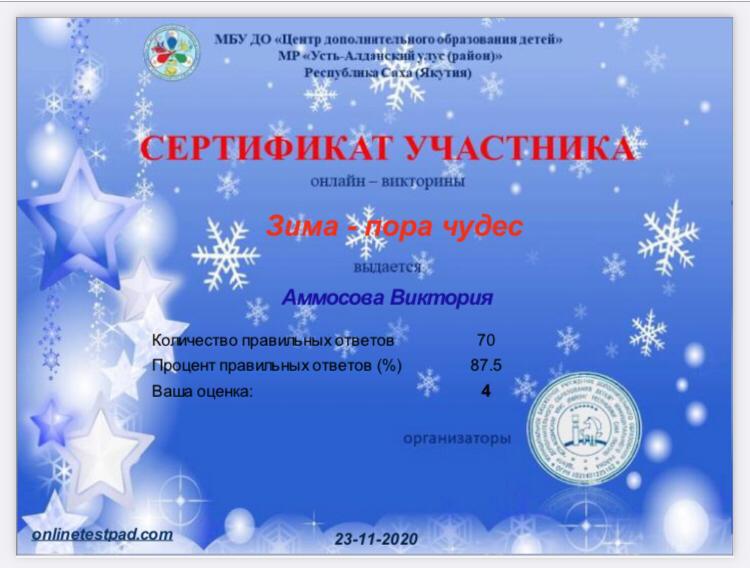 МБУ ДО «Центр дополнительного образования детей»
МР «Усть-Алданский улус (район)»
Республика Саха (Якутия)
СЕРТИФИКАТ УЧАСТНИКА
онлайн – викторины
Зима - пора чудес
выдается
Аммосова Виктория
Количество правильных ответов 70
Процент правильных ответов (%) 87.5
Ваша оценка: 4
организаторы
onlinetestpad.com
23-11-2020